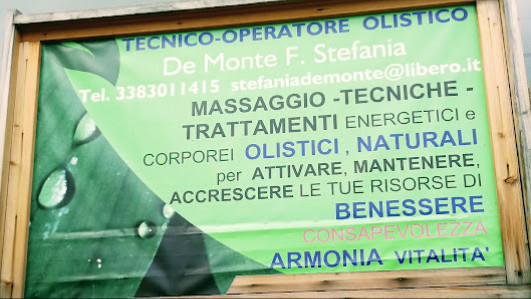 TECNICO-OPERATORE OLISTICO
De Monte F. Stefania
Tel. 3383011415 stefaniademonte@libero.it
MASSAGGIO -TECNICHE -
TRATTAMENTI ENERGETICI e
CORPOREI OLISTICI , NATURALI
per ATTIVARE, MANTENERE,
ACCRESCERE LE TUE RISORSE DI
BENESSERE
CONSAPEVOLEZZA
ARMONIA VITALITA'